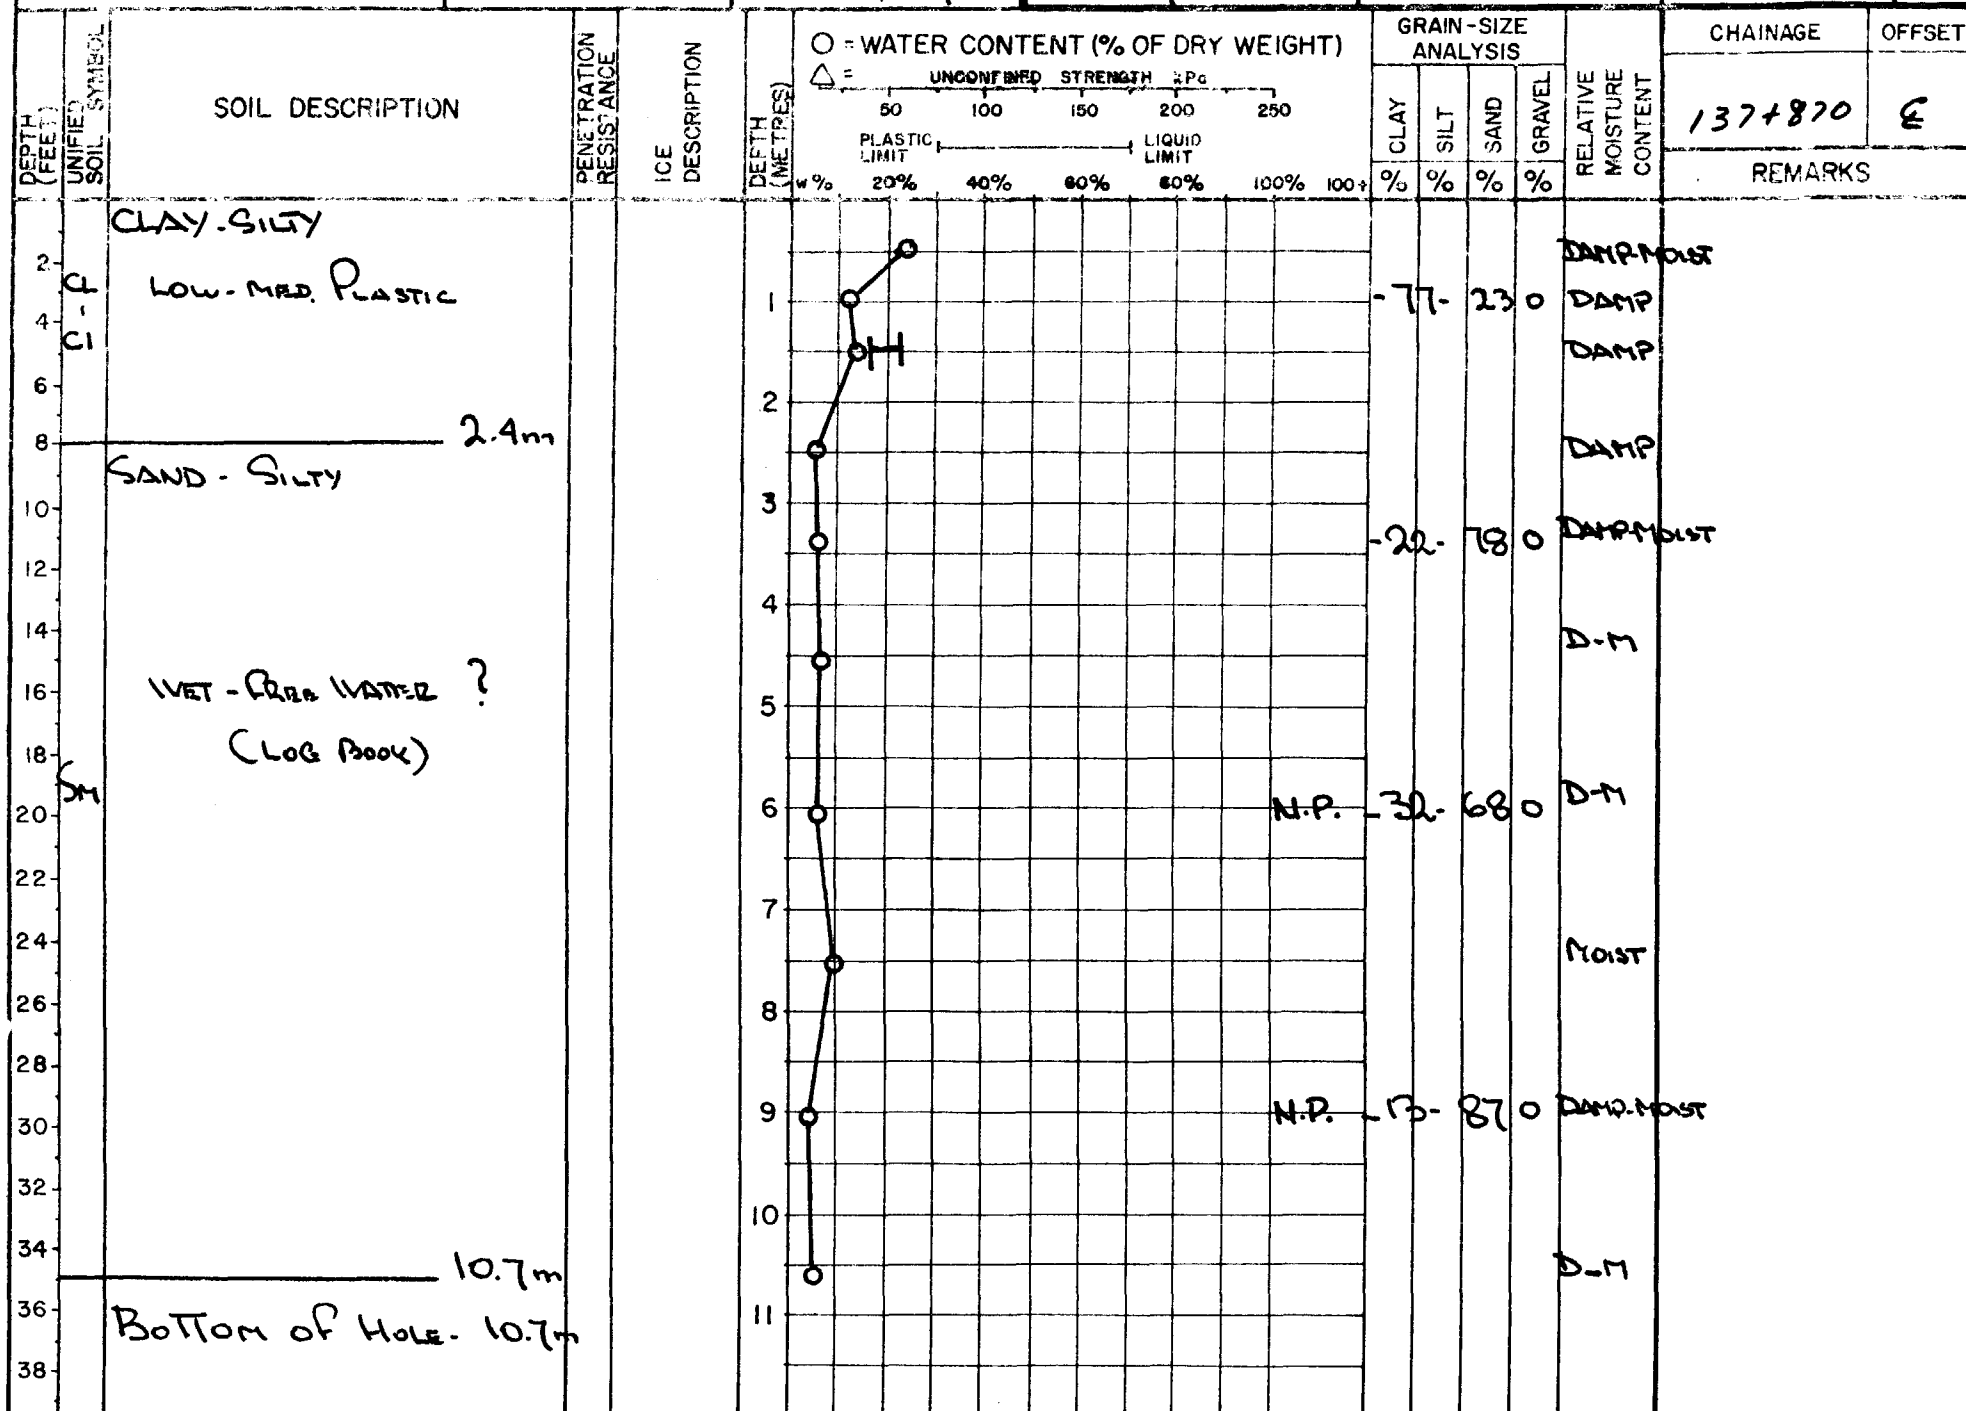 DEPTH (FEET)
UNIFIED SOIL SYMBOL
SOIL DESCRIPTION
PENETRATION RESISTANCE
ICE DESCRIPTION
DEPTH (METRES)
O = WATER CONTENT (% OF DRY WEIGHT)
△ = UNCONFINED STRENGTH kPa
50 100 150 200 250
PLASTIC LIMIT LIQUID LIMIT
W% 20% 40% 60% 80% 100% 100+
GRAIN-SIZE ANALYSIS
CLAY SILT SAND GRAVEL
% % % %
RELATIVE MOISTURE CONTENT
CHAINAGE OFFSET
137+870 ℄
REMARKS
CLAY-SILTY
DAMP-MOIST
2
CL - CI
LOW-MED. PLASTIC
1
-77- 23 0 DAMP
4
DAMP
6
2
8
2.4m
DAMP
SAND - SILTY
10
3
-22- 78 0 DAMP-MOIST
12
4
14
D-M
16
WET - FREE WATER ?
5
18
(LOG BOOK)
SM
20
6
N.P. -32- 68 0 D-M
22
7
24
MOIST
26
8
28
30
9
N.P. -13- 87 0 DAMP-MOIST
32
10
34
10.7m
D-M
36
BOTTOM OF HOLE - 10.7m
11
38